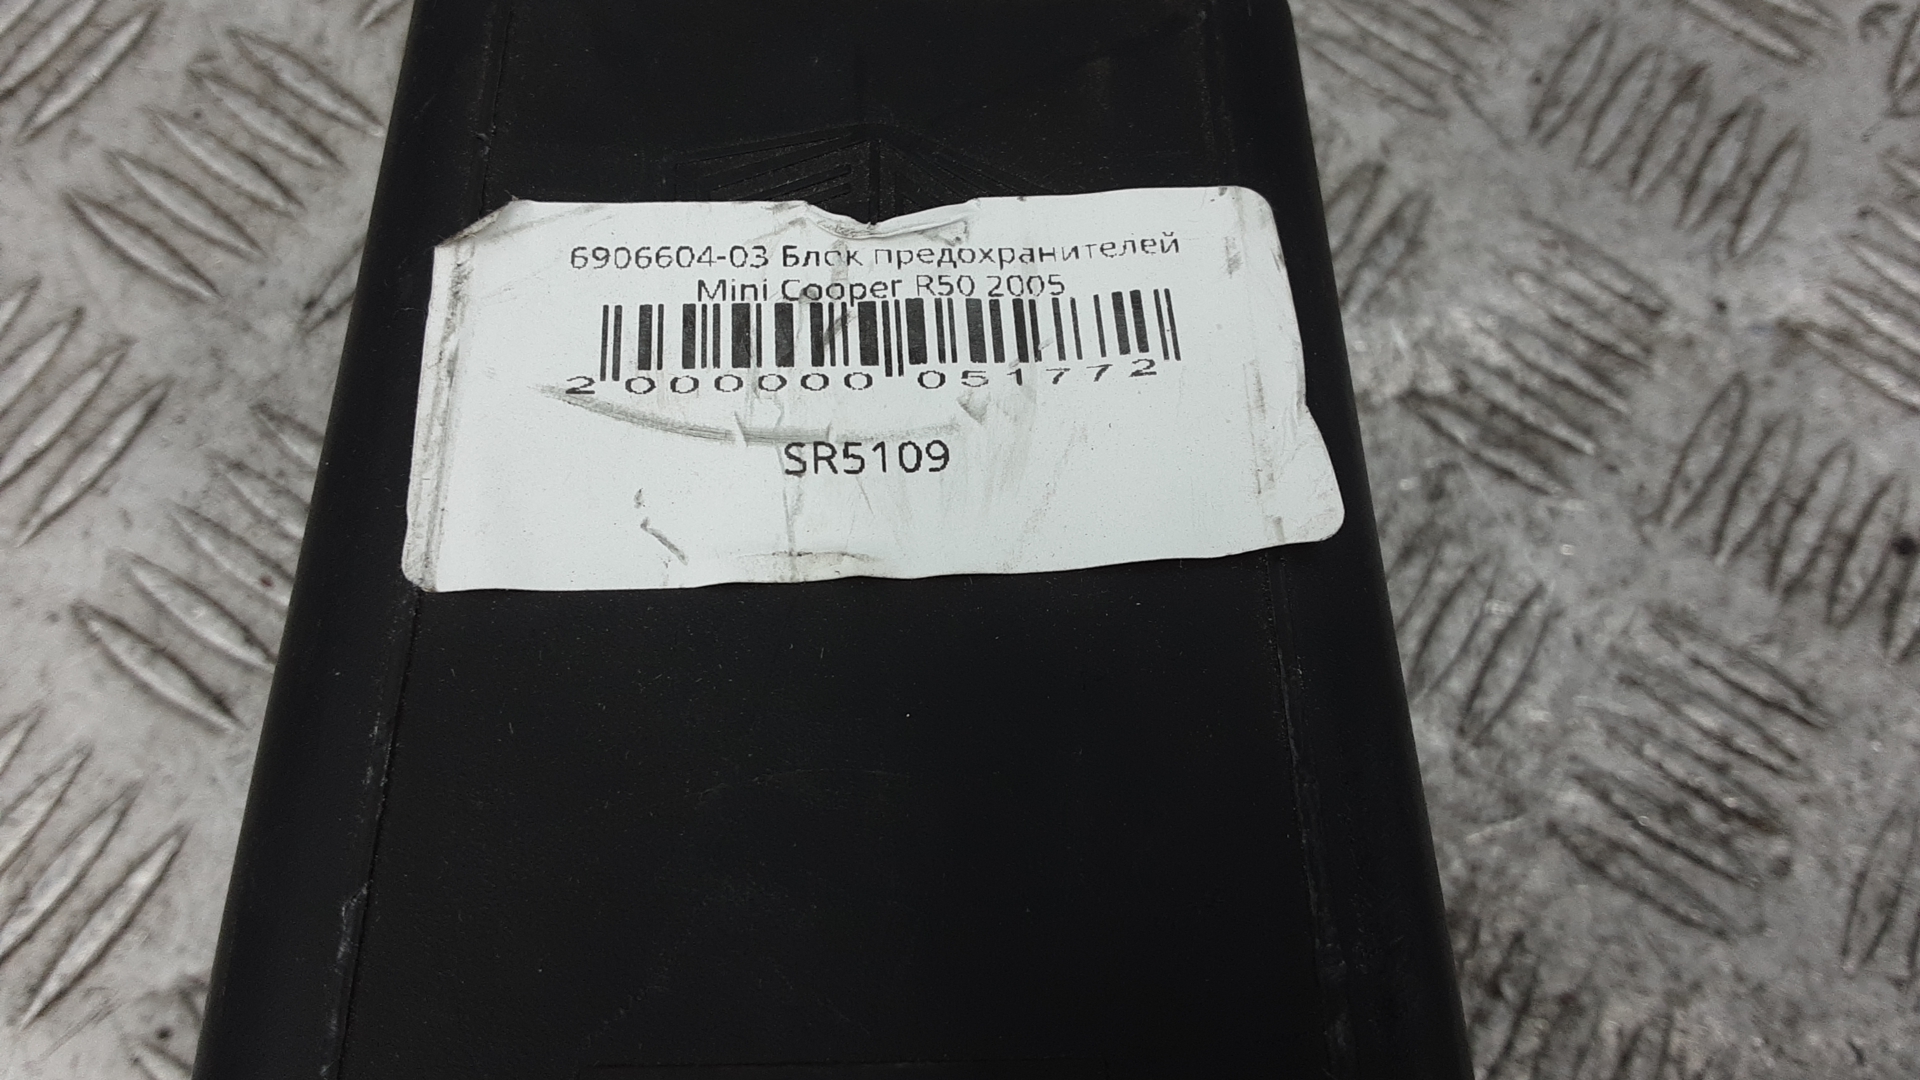 6906604-03 Блок предохранителей
Mini Cooper R50 2005
2 000000 051772
SR5109